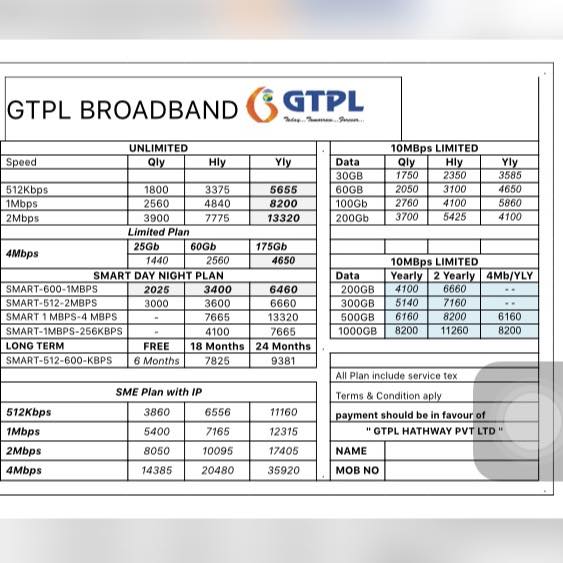 GTPL BROADBAND GTPL
Today...Tomorrow...Forever...
UNLIMITED
Speed Qly Hly Yly
512Kbps 1800 3375 5655
1Mbps 2560 4840 8200
2Mbps 3900 7775 13320
Limited Plan
4Mbps 25Gb 60Gb 175Gb
1440 2560 4650
SMART DAY NIGHT PLAN
SMART-600-1MBPS 2025 3400 6460
SMART-512-2MBPS 3000 3600 6660
SMART 1 MBPS-4 MBPS - 7665 13320
SMART-1MBPS-256KBPS - 4100 7665
LONG TERM FREE 18 Months 24 Months
SMART-512-600-KBPS 6 Months 7825 9381
SME Plan with IP
512Kbps 3860 6556 11160
1Mbps 5400 7165 12315
2Mbps 8050 10095 17405
4Mbps 14385 20480 35920
10MBps LIMITED
Data Qly Hly Yly
30GB 1750 2350 3585
60GB 2050 3100 4650
100Gb 2760 4100 5860
200Gb 3700 5425 4100
10MBps LIMITED
Data Yearly 2 Yearly 4Mb/YLY
200GB 4100 6660 --
300GB 5140 7160 --
500GB 6160 8200 6160
1000GB 8200 11260 8200
All Plan include service tex
Terms & Condition aply
payment should be in favour of
" GTPL HATHWAY PVT LTD "
NAME
MOB NO